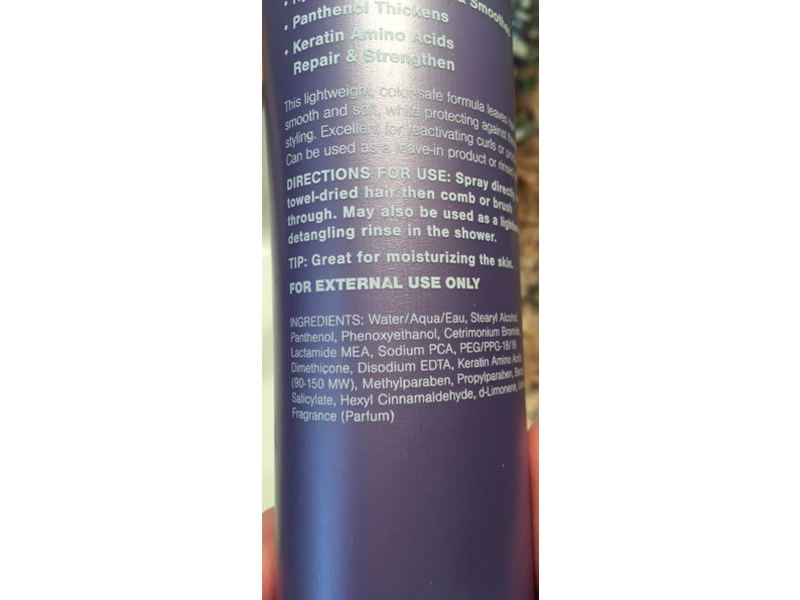 & Smoothes
• Panthenol Thickens
• Keratin Amino Acids
Repair & Strengthen
This lightweight, color-safe formula leaves
smooth and soft, while protecting against
styling. Excellent for reactivating curls or
Can be used as a leave-in product or rinsed
DIRECTIONS FOR USE: Spray directly
towel-dried hair then comb or brush
through. May also be used as a
detangling rinse in the shower.
TIP: Great for moisturizing the skin.
FOR EXTERNAL USE ONLY
INGREDIENTS: Water/Aqua/Eau, Stearyl Alcohol,
Panthenol, Phenoxyethanol, Cetrimonium Bromide,
Lactamide MEA, Sodium PCA, PEG/PPG-18/18
Dimethicone, Disodium EDTA, Keratin Amino Acids
(90-150 MW), Methylparaben, Propylparaben,
Salicylate, Hexyl Cinnamaldehyde, d-Limonene,
Fragrance (Parfum)